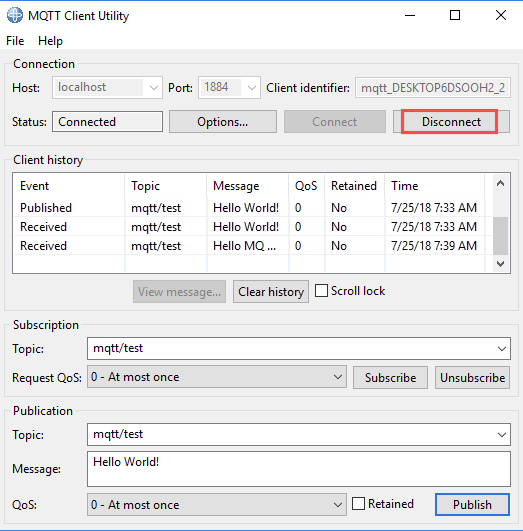 MQTT Client Utility
File Help
Connection
Host: localhost Port: 1884 Client identifier: mqtt_DESKTOP6DSOOH2_2
Status: Connected Options... Connect Disconnect
Client history
Event Topic Message QoS Retained Time
Published mqtt/test Hello World! 0 No 7/25/18 7:33 AM
Received mqtt/test Hello World! 0 No 7/25/18 7:33 AM
Received mqtt/test Hello MQ ... 0 No 7/25/18 7:39 AM
View message... Clear history Scroll lock
Subscription
Topic: mqtt/test
Request QoS: 0 - At most once Subscribe Unsubscribe
Publication
Topic: mqtt/test
Message: Hello World!
QoS: 0 - At most once Retained Publish